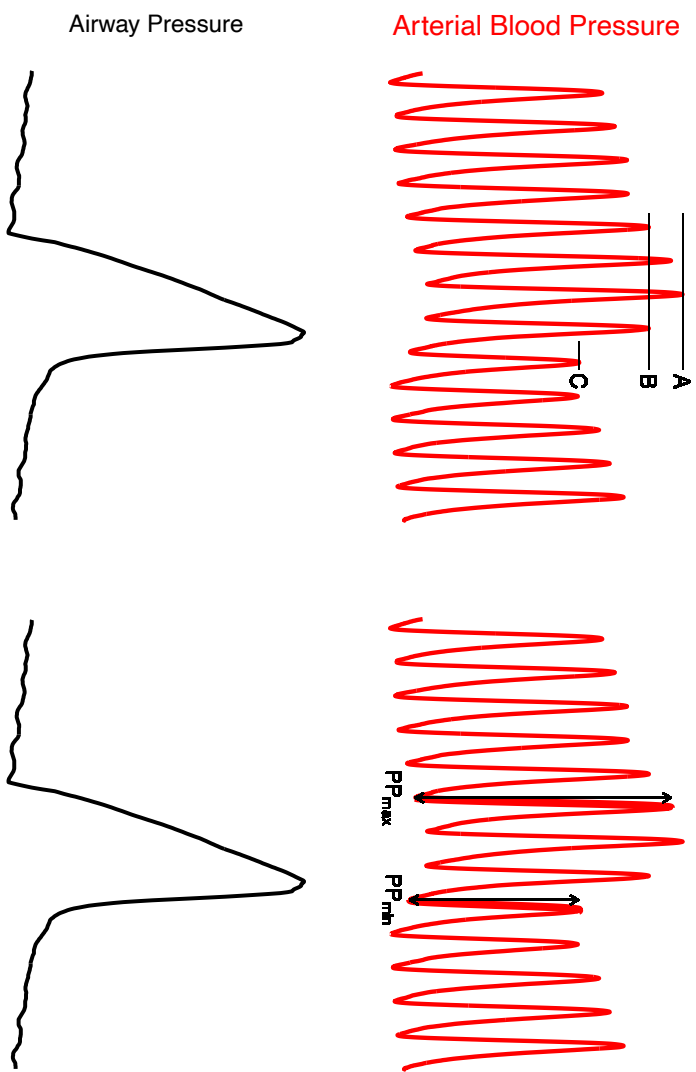 Airway Pressure
Arterial Blood Pressure
A
B
C
PPmax
PPmin